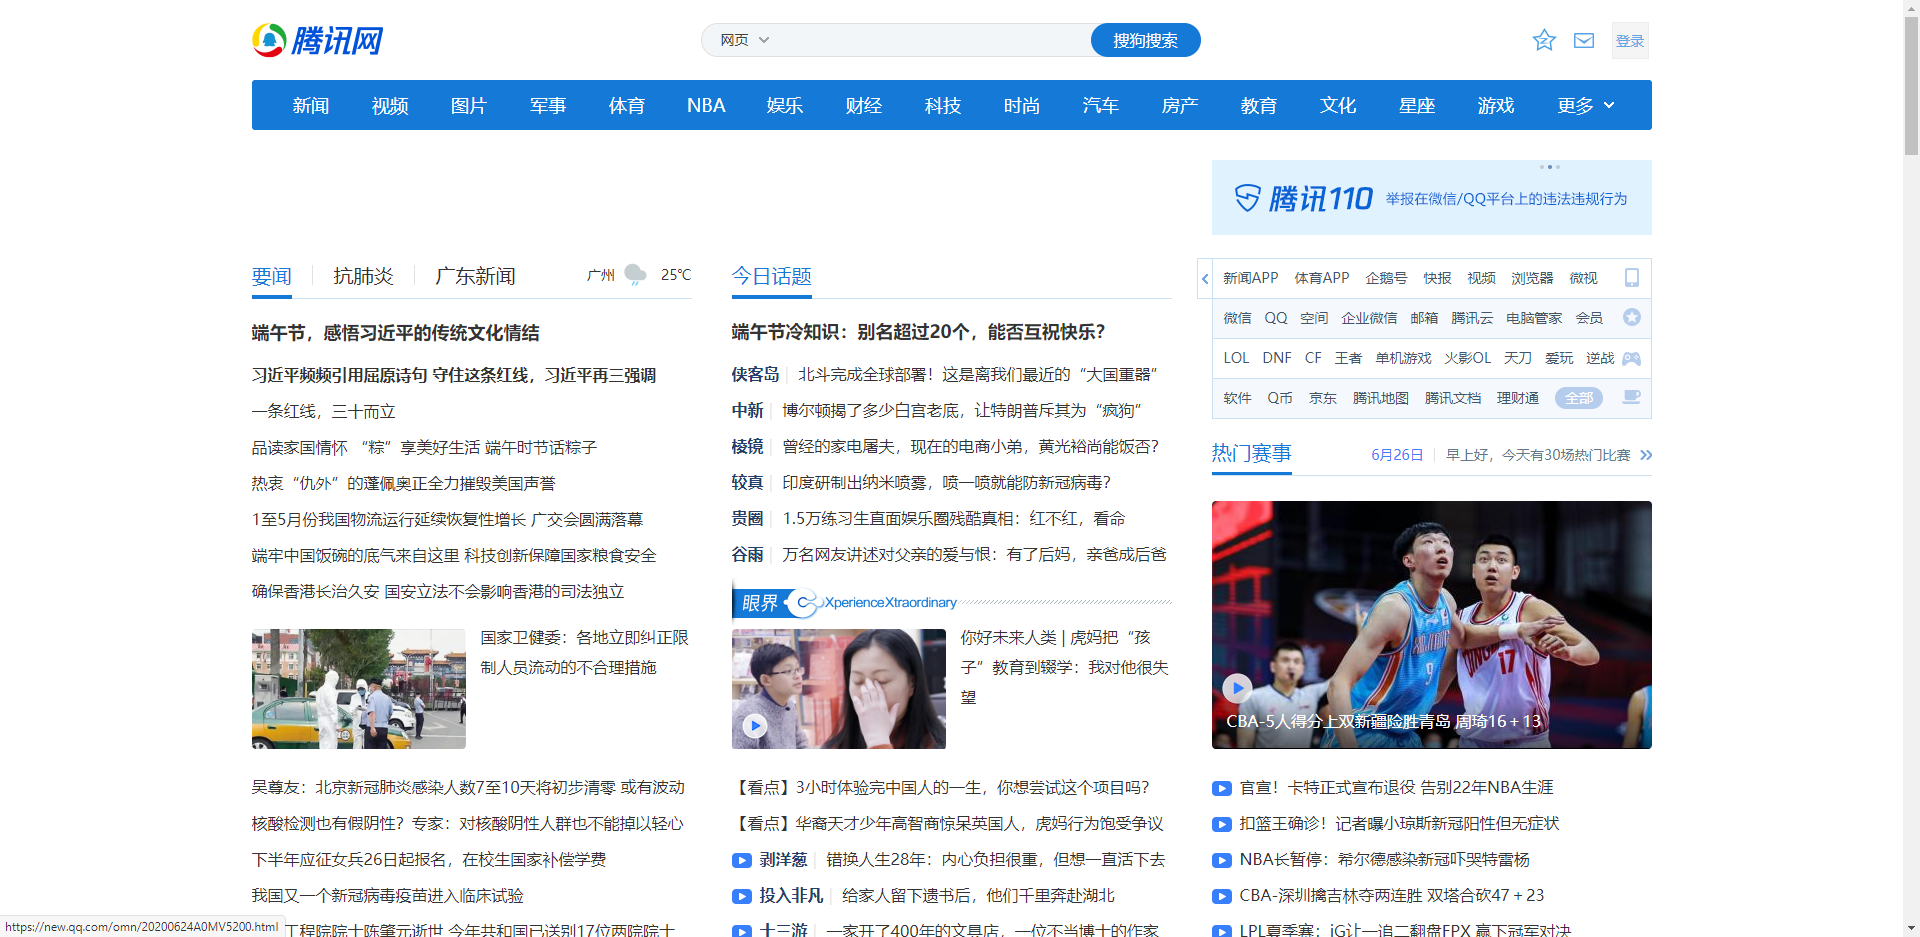 腾讯网
网页
搜狗搜索
登录
新闻 视频 图片 军事 体育 NBA 娱乐 财经 科技 时尚 汽车 房产 教育 文化 星座 游戏 更多
腾讯110 举报在微信/QQ平台上的违法违规行为
要闻 抗肺炎 广东新闻 广州 25℃
端午节，感悟习近平的传统文化情结
习近平频频引用屈原诗句 守住这条红线，习近平再三强调
一条红线，三十而立
品读家国情怀 “粽”享美好生活 端午时节话粽子
热衷“仇外”的蓬佩奥正全力摧毁美国声誉
1至5月份我国物流运行延续恢复性增长 广交会圆满落幕
端牢中国饭碗的底气来自这里 科技创新保障国家粮食安全
确保香港长治久安 国安立法不会影响香港的司法独立
国家卫健委：各地立即纠正限
制人员流动的不合理措施
吴尊友：北京新冠肺炎感染人数7至10天将初步清零 或有波动
核酸检测也有假阴性？专家：对核酸阴性人群也不能掉以轻心
下半年应征女兵26日起报名，在校生国家补偿学费
我国又一个新冠病毒疫苗进入临床试验
工程院院士陈肇元逝世 今年共和国已送别17位两院院士
https://new.qq.com/omn/20200624A0MV5200.html
今日话题
端午节冷知识：别名超过20个，能否互祝快乐？
侠客岛 北斗完成全球部署！这是离我们最近的“大国重器”
中新 博尔顿揭了多少白宫老底，让特朗普斥其为“疯狗”
棱镜 曾经的家电屠夫，现在的电商小弟，黄光裕尚能饭否？
较真 印度研制出纳米喷雾，喷一喷就能防新冠病毒？
贵圈 1.5万练习生直面娱乐圈残酷真相：红不红，看命
谷雨 万名网友讲述对父亲的爱与恨：有了后妈，亲爸成后爸
眼界 XperienceXtraordinary
你好未来人类 | 虎妈把“孩
子”教育到辍学：我对他很失
望
【看点】3小时体验完中国人的一生，你想尝试这个项目吗？
【看点】华裔天才少年高智商惊呆英国人，虎妈行为饱受争议
剥洋葱 错换人生28年：内心负担很重，但想一直活下去
投入非凡 给家人留下遗书后，他们千里奔赴湖北
十三游 一家开了400年的文具店，一位不当博士的作家
新闻APP 体育APP 企鹅号 快报 视频 浏览器 微视
微信 QQ 空间 企业微信 邮箱 腾讯云 电脑管家 会员
LOL DNF CF 王者 单机游戏 火影OL 天刀 爱玩 逆战
软件 Q币 京东 腾讯地图 腾讯文档 理财通 全部
热门赛事 6月26日 早上好，今天有30场热门比赛
XINJIANG
9
17
CBA-5人得分上双新疆险胜青岛 周琦16＋13
官宣！卡特正式宣布退役 告别22年NBA生涯
扣篮王确诊！记者曝小琼斯新冠阳性但无症状
NBA长暂停：希尔德感染新冠吓哭特雷杨
CBA-深圳擒吉林夺两连胜 双塔合砍47＋23
LPL夏季赛：iG让一追二翻盘FPX 赢下冠军对决